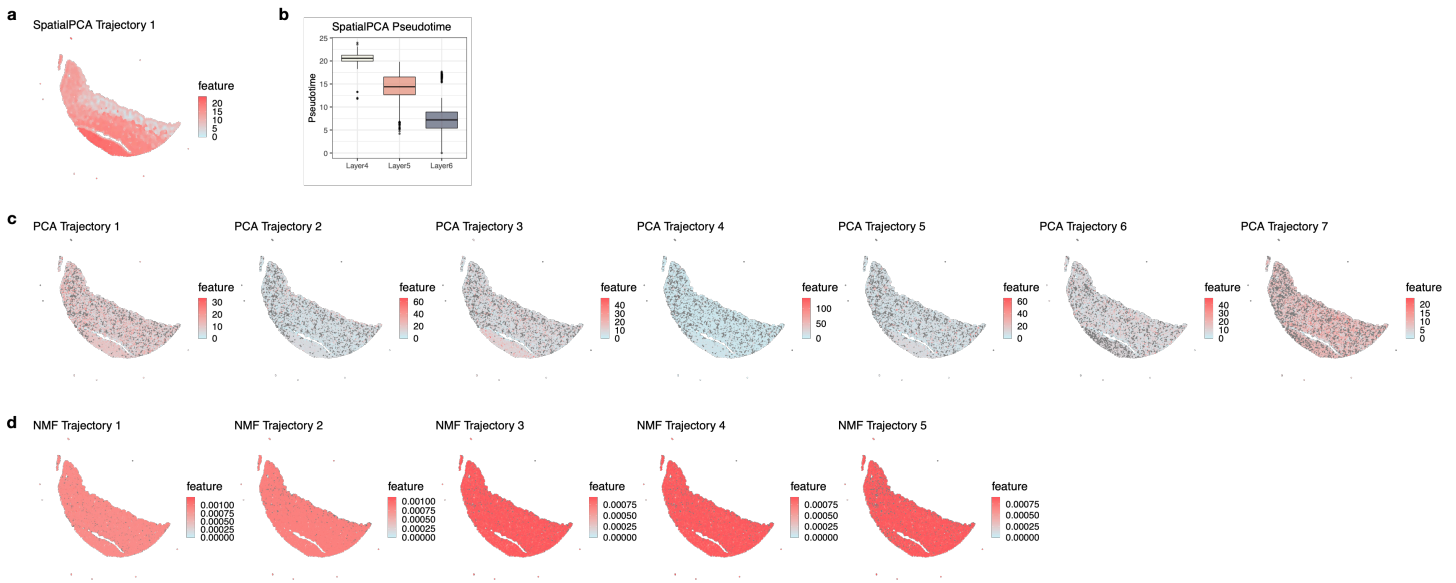 a
SpatialPCA Trajectory 1
feature
20
15
10
5
0
b
SpatialPCA Pseudotime
Pseudotime
25
20
15
10
5
0
Layer4
Layer5
Layer6
c
PCA Trajectory 1
feature
30
20
10
0
PCA Trajectory 2
feature
60
40
20
0
PCA Trajectory 3
feature
40
30
20
10
0
PCA Trajectory 4
feature
100
50
0
PCA Trajectory 5
feature
60
40
20
0
PCA Trajectory 6
feature
40
30
20
10
0
PCA Trajectory 7
feature
20
15
10
5
0
d
NMF Trajectory 1
feature
0.00100
0.00075
0.00050
0.00025
0.00000
NMF Trajectory 2
feature
0.00100
0.00075
0.00050
0.00025
0.00000
NMF Trajectory 3
feature
0.00075
0.00050
0.00025
0.00000
NMF Trajectory 4
feature
0.00075
0.00050
0.00025
0.00000
NMF Trajectory 5
feature
0.00075
0.00050
0.00025
0.00000